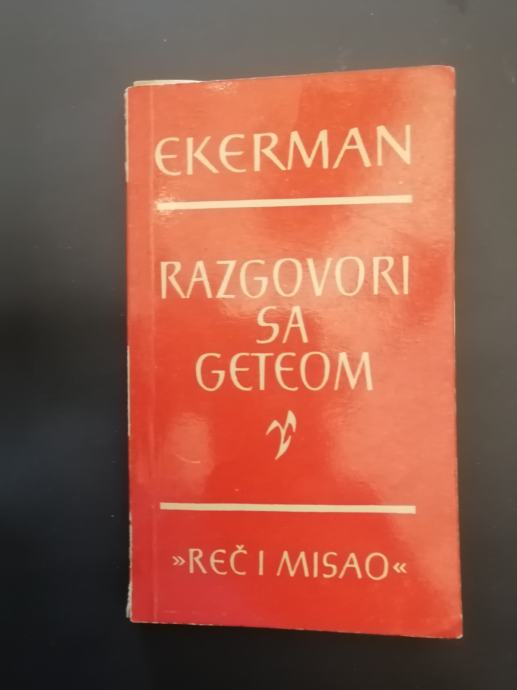 EKERMAN
RAZGOVORI
SA
GETEOM
»REČ I MISAO«